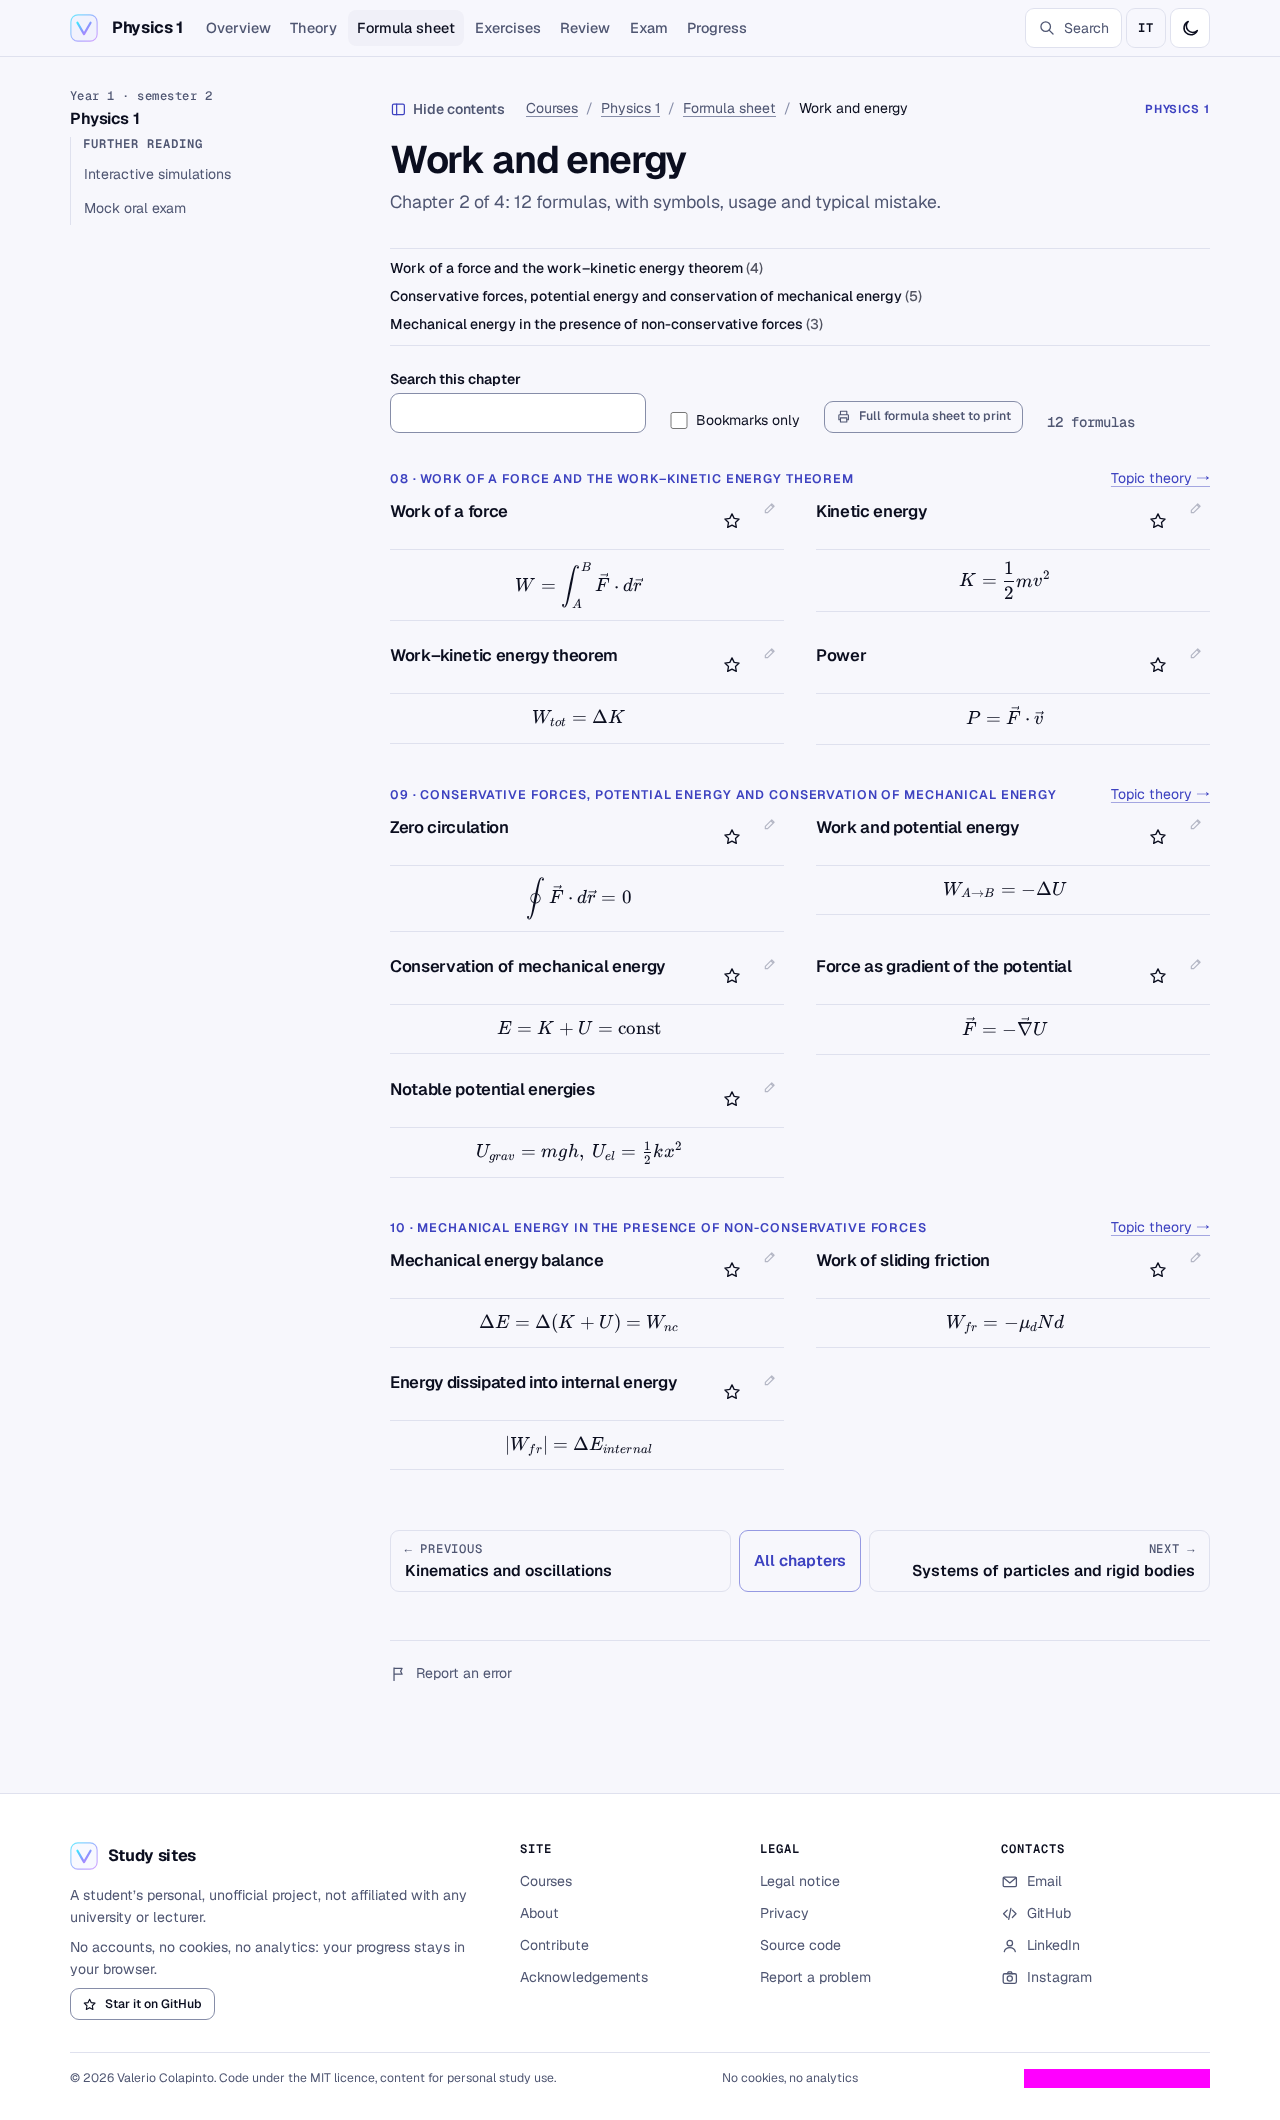 Physics 1
Overview
Theory
Formula sheet
Exercises
Review
Exam
Progress
Search
IT
Year 1 · semester 2
Physics 1
FURTHER READING
Interactive simulations
Mock oral exam
Hide contents
Courses / Physics 1 / Formula sheet / Work and energy
PHYSICS 1
Work and energy
Chapter 2 of 4: 12 formulas, with symbols, usage and typical mistake.
Work of a force and the work–kinetic energy theorem (4)
Conservative forces, potential energy and conservation of mechanical energy (5)
Mechanical energy in the presence of non-conservative forces (3)
Search this chapter
Bookmarks only
Full formula sheet to print
12 formulas
08 · WORK OF A FORCE AND THE WORK–KINETIC ENERGY THEOREM
Topic theory →
Work of a force
W = ∫_A^B F⃗ · dr⃗
Kinetic energy
K = 1/2 mv²
Work–kinetic energy theorem
W_tot = ΔK
Power
P = F⃗ · v⃗
09 · CONSERVATIVE FORCES, POTENTIAL ENERGY AND CONSERVATION OF MECHANICAL ENERGY
Topic theory →
Zero circulation
∮ F⃗ · dr⃗ = 0
Work and potential energy
W_A→B = −ΔU
Conservation of mechanical energy
E = K + U = const
Force as gradient of the potential
F⃗ = −∇⃗U
Notable potential energies
U_grav = mgh, U_el = ½kx²
10 · MECHANICAL ENERGY IN THE PRESENCE OF NON-CONSERVATIVE FORCES
Topic theory →
Mechanical energy balance
ΔE = Δ(K + U) = W_nc
Work of sliding friction
W_fr = −μ_d Nd
Energy dissipated into internal energy
|W_fr| = ΔE_internal
← PREVIOUS
Kinematics and oscillations
All chapters
NEXT →
Systems of particles and rigid bodies
Report an error
Study sites
A student's personal, unofficial project, not affiliated with any
university or lecturer.
No accounts, no cookies, no analytics: your progress stays in
your browser.
Star it on GitHub
SITE
Courses
About
Contribute
Acknowledgements
LEGAL
Legal notice
Privacy
Source code
Report a problem
CONTACTS
Email
GitHub
LinkedIn
Instagram
© 2026 Valerio Colapinto. Code under the MIT licence, content for personal study use.
No cookies, no analytics